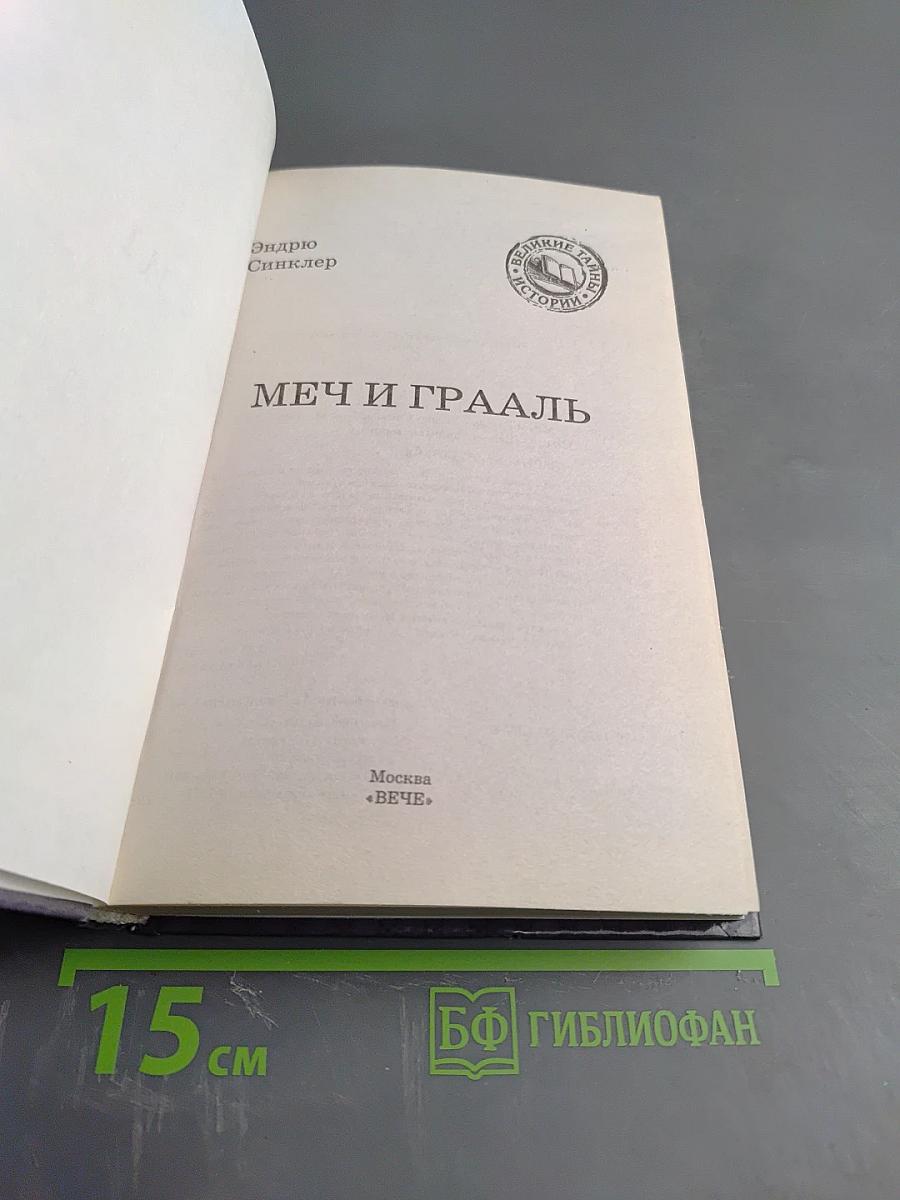 Эндрю
Синклер
ВЕЛИКИЕ ТАЙНЫ
ИСТОРИИ
МЕЧ И ГРААЛЬ
Москва
«ВЕЧЕ»
15 см
БФ ГИБЛИОФАН